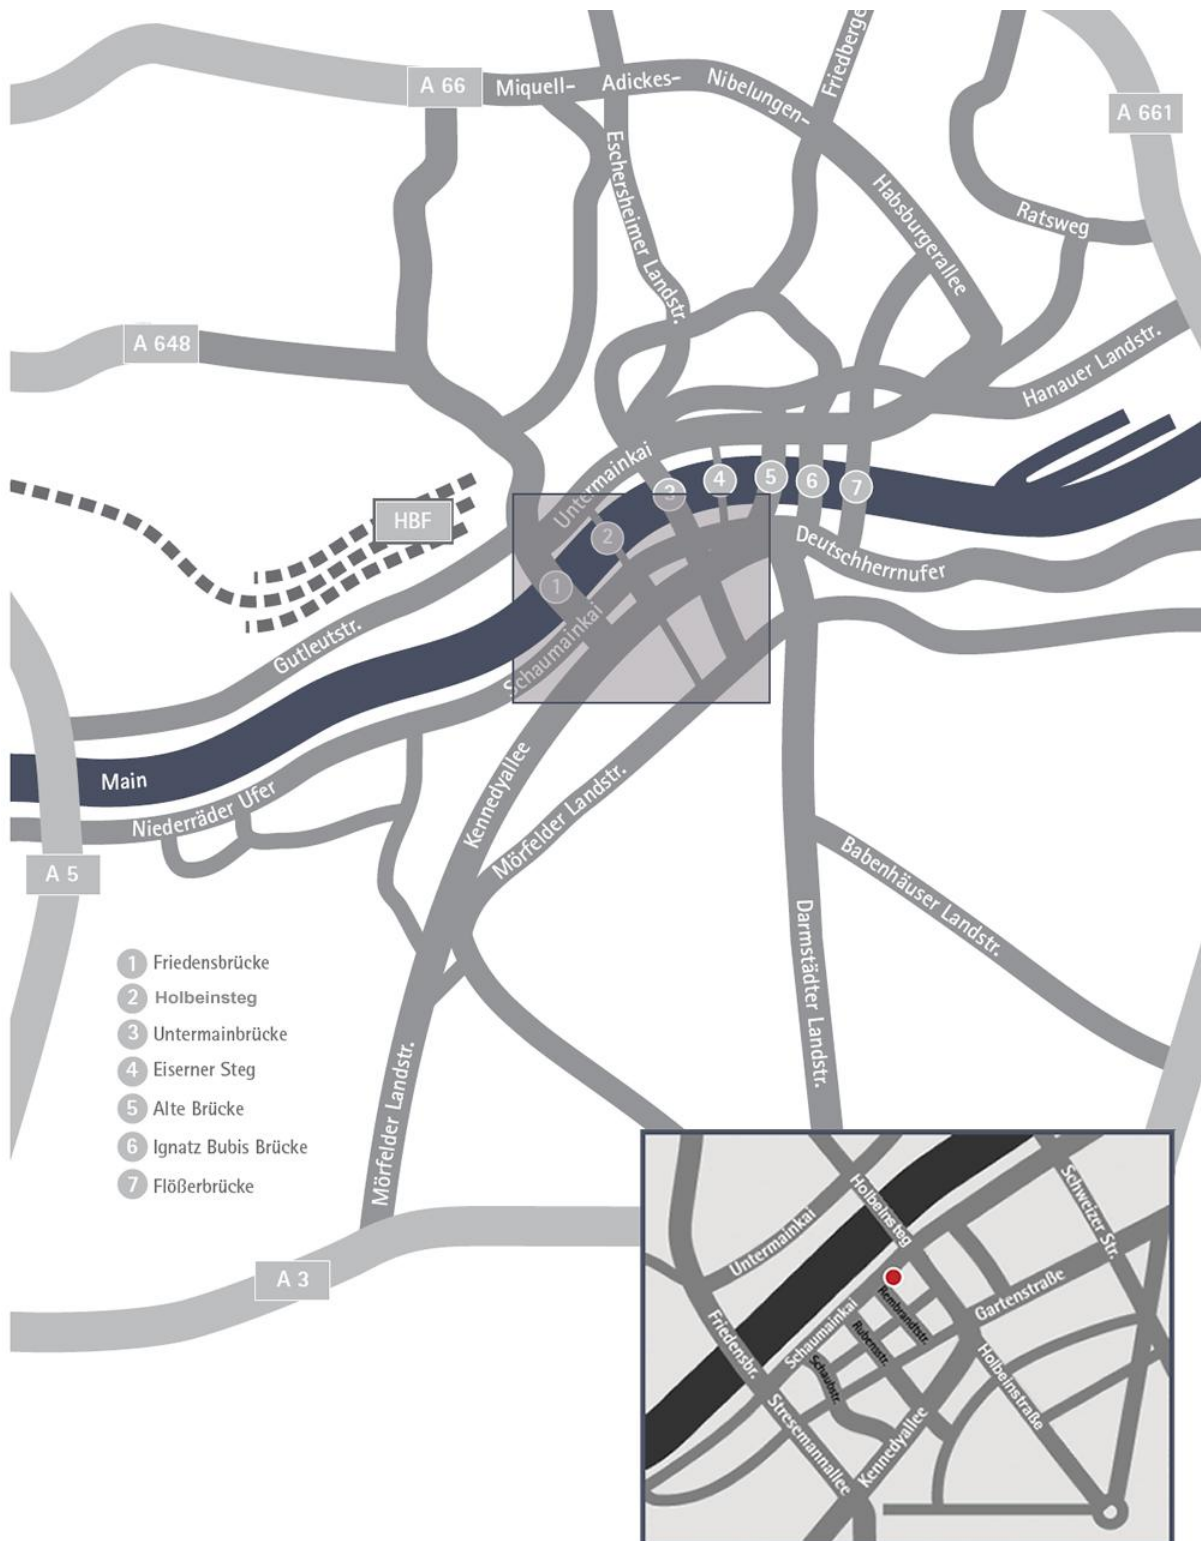 A 66
Miquell-
Adickes-
Nibelungen-
Friedberge
A 661
Eschersheimer Landstr.
Habsburgerallee
Ratsweg
A 648
Hanauer Landstr.
HBF
Untermainkai
1
2
3
4
5
6
7
Deutschherrnufer
Gutleutstr.
Schaumainkai
Main
Niederräder Ufer
Kennedyallee
Mörfelder Landstr.
A 5
Babenhäuser Landstr.
Darmstädter Landstr.
1 Friedensbrücke
2 Holbeinsteg
3 Untermainbrücke
4 Eiserner Steg
5 Alte Brücke
6 Ignatz Bubis Brücke
7 Flößerbrücke
Mörfelder Landstr.
A 3
Holbeinsteg
Schweizer Str.
Untermainkai
Rembrandtstr.
Gartenstraße
Schaumainkai
Rubensstr.
Friedensbr.
Schaubstr.
Holbeinstraße
Stresemannallee
Kennedyallee